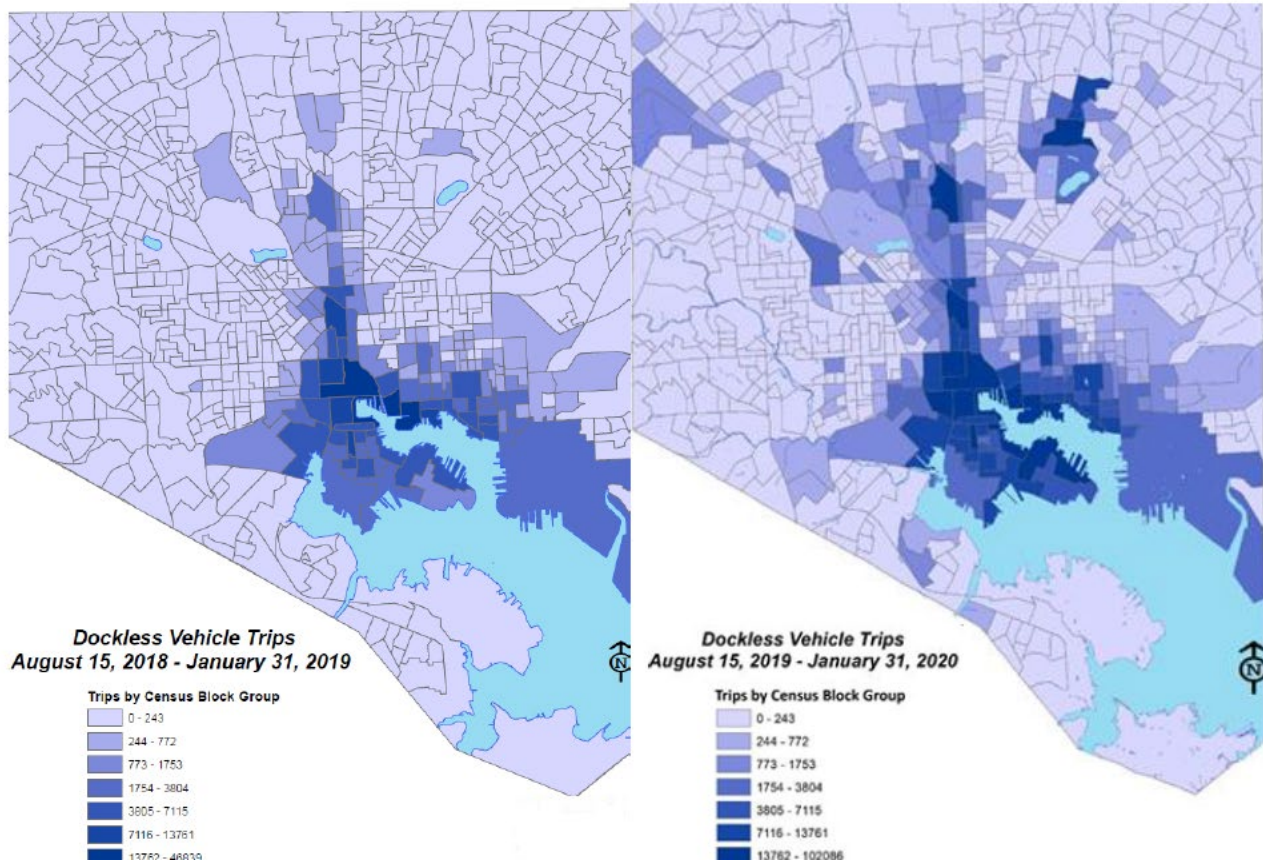 Dockless Vehicle Trips
August 15, 2018 - January 31, 2019
N
Trips by Census Block Group
0 - 243
244 - 772
773 - 1753
1754 - 3804
3805 - 7115
7116 - 13761
13762 - 46839
Dockless Vehicle Trips
August 15, 2019 - January 31, 2020
N
Trips by Census Block Group
0 - 243
244 - 772
773 - 1753
1754 - 3804
3805 - 7115
7116 - 13761
13762 - 102086